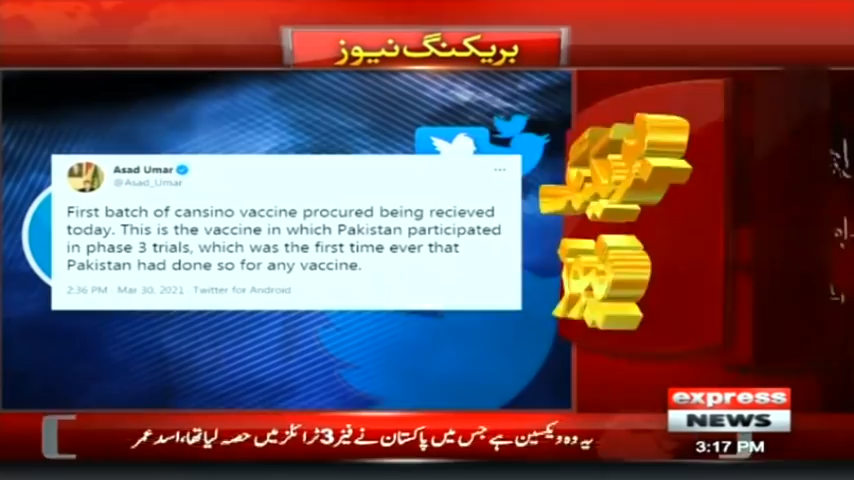 بریکنگ نیوز
Asad Umar
@Asad_Umar
First batch of cansino vaccine procured being recieved
today. This is the vaccine in which Pakistan participated
in phase 3 trials, which was the first time ever that
Pakistan had done so for any vaccine.
2:36 PM Mar 30, 2021 Twitter for Android
یہ وہ ویکسین ہے جس میں پاکستان نے فیز 3 ٹرائلز میں حصہ لیا تھا، اسد عمر
express
NEWS
3:17 PM